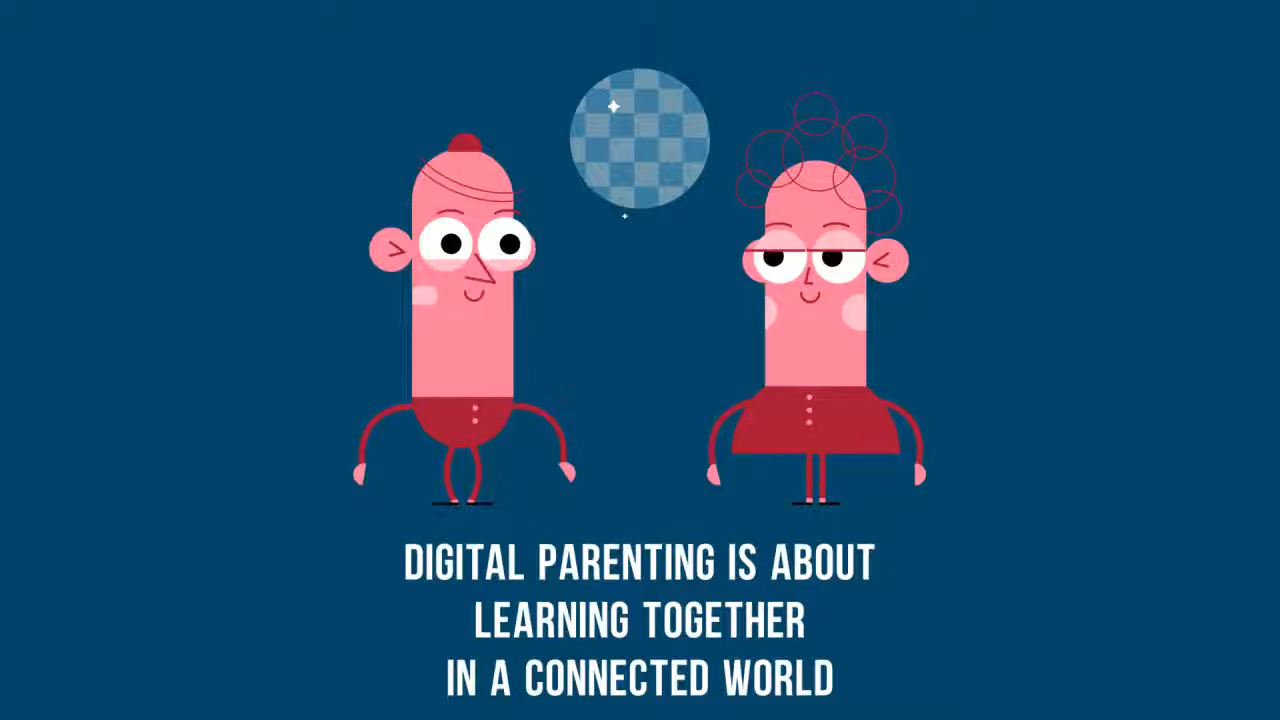 DIGITAL PARENTING IS ABOUT
LEARNING TOGETHER
IN A CONNECTED WORLD